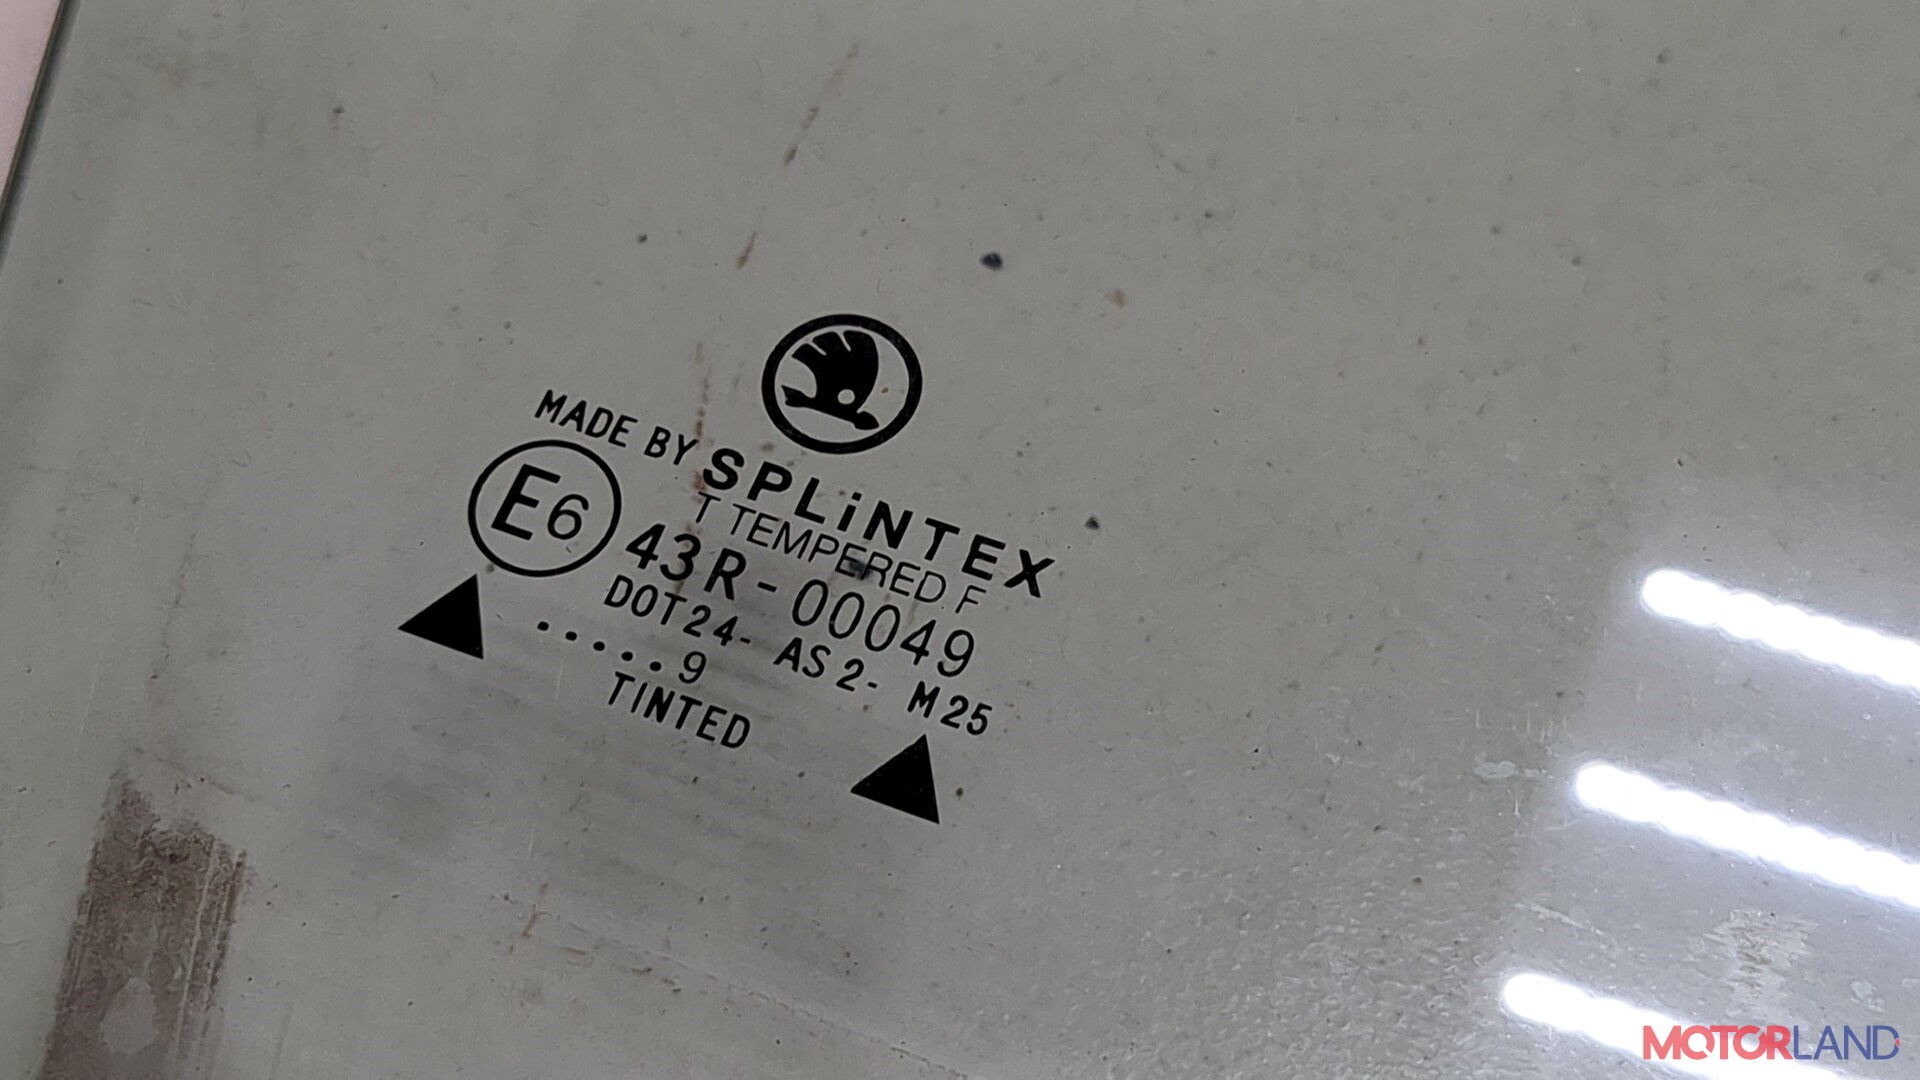 MADE BY SPLiNTEX
T TEMPERED F
E6 43R-00049
DOT24- AS2- M25
.....9
TINTED
MOTORLAND